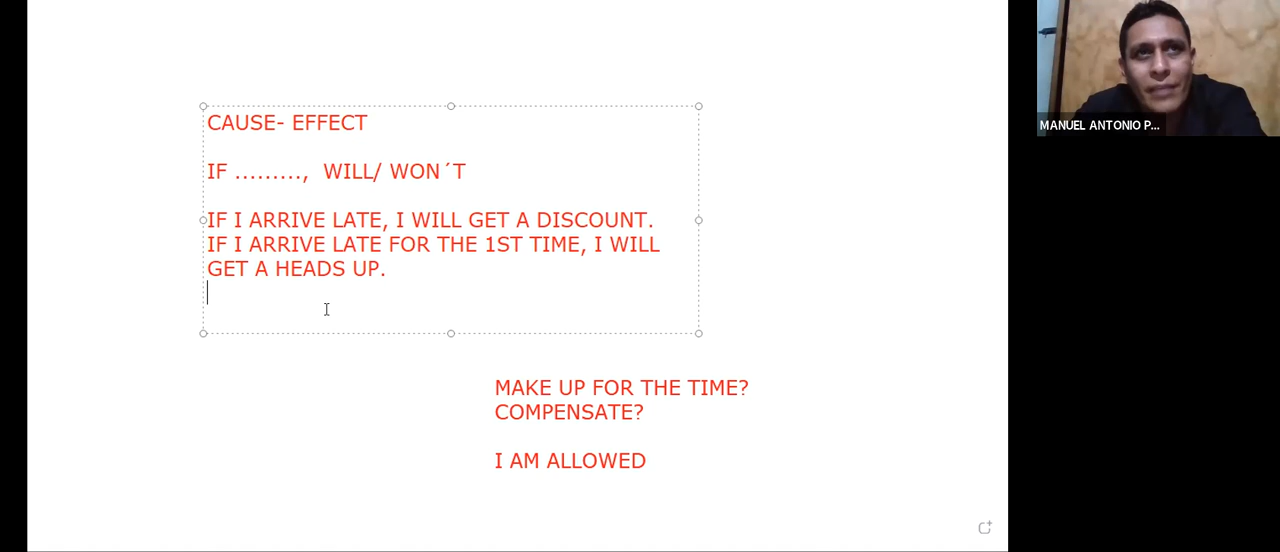 CAUSE- EFFECT
IF ........., WILL/ WON´T
IF I ARRIVE LATE, I WILL GET A DISCOUNT.
IF I ARRIVE LATE FOR THE 1ST TIME, I WILL
GET A HEADS UP.
MAKE UP FOR THE TIME?
COMPENSATE?
I AM ALLOWED
MANUEL ANTONIO P...